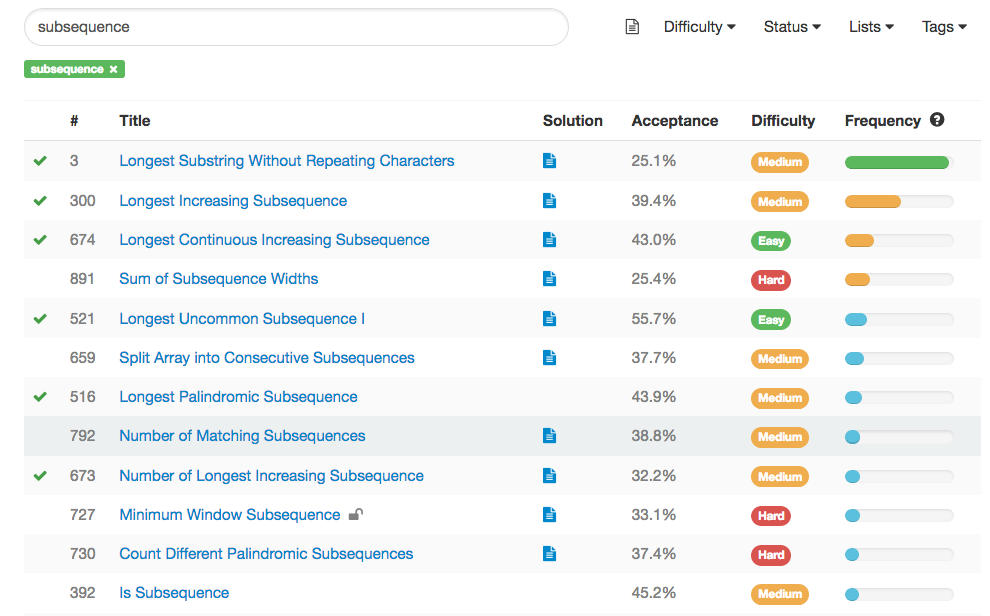 subsequence
Difficulty Status Lists Tags
subsequence ×
# Title Solution Acceptance Difficulty Frequency ?
3 Longest Substring Without Repeating Characters 25.1% Medium
300 Longest Increasing Subsequence 39.4% Medium
674 Longest Continuous Increasing Subsequence 43.0% Easy
891 Sum of Subsequence Widths 25.4% Hard
521 Longest Uncommon Subsequence I 55.7% Easy
659 Split Array into Consecutive Subsequences 37.7% Medium
516 Longest Palindromic Subsequence 43.9% Medium
792 Number of Matching Subsequences 38.8% Medium
673 Number of Longest Increasing Subsequence 32.2% Medium
727 Minimum Window Subsequence 33.1% Hard
730 Count Different Palindromic Subsequences 37.4% Hard
392 Is Subsequence 45.2% Medium